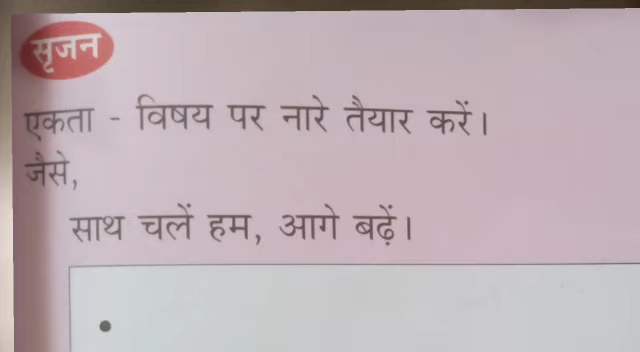 सृजन
एकता - विषय पर नारे तैयार करें।
जैसे,
साथ चलें हम, आगे बढ़ें।
•